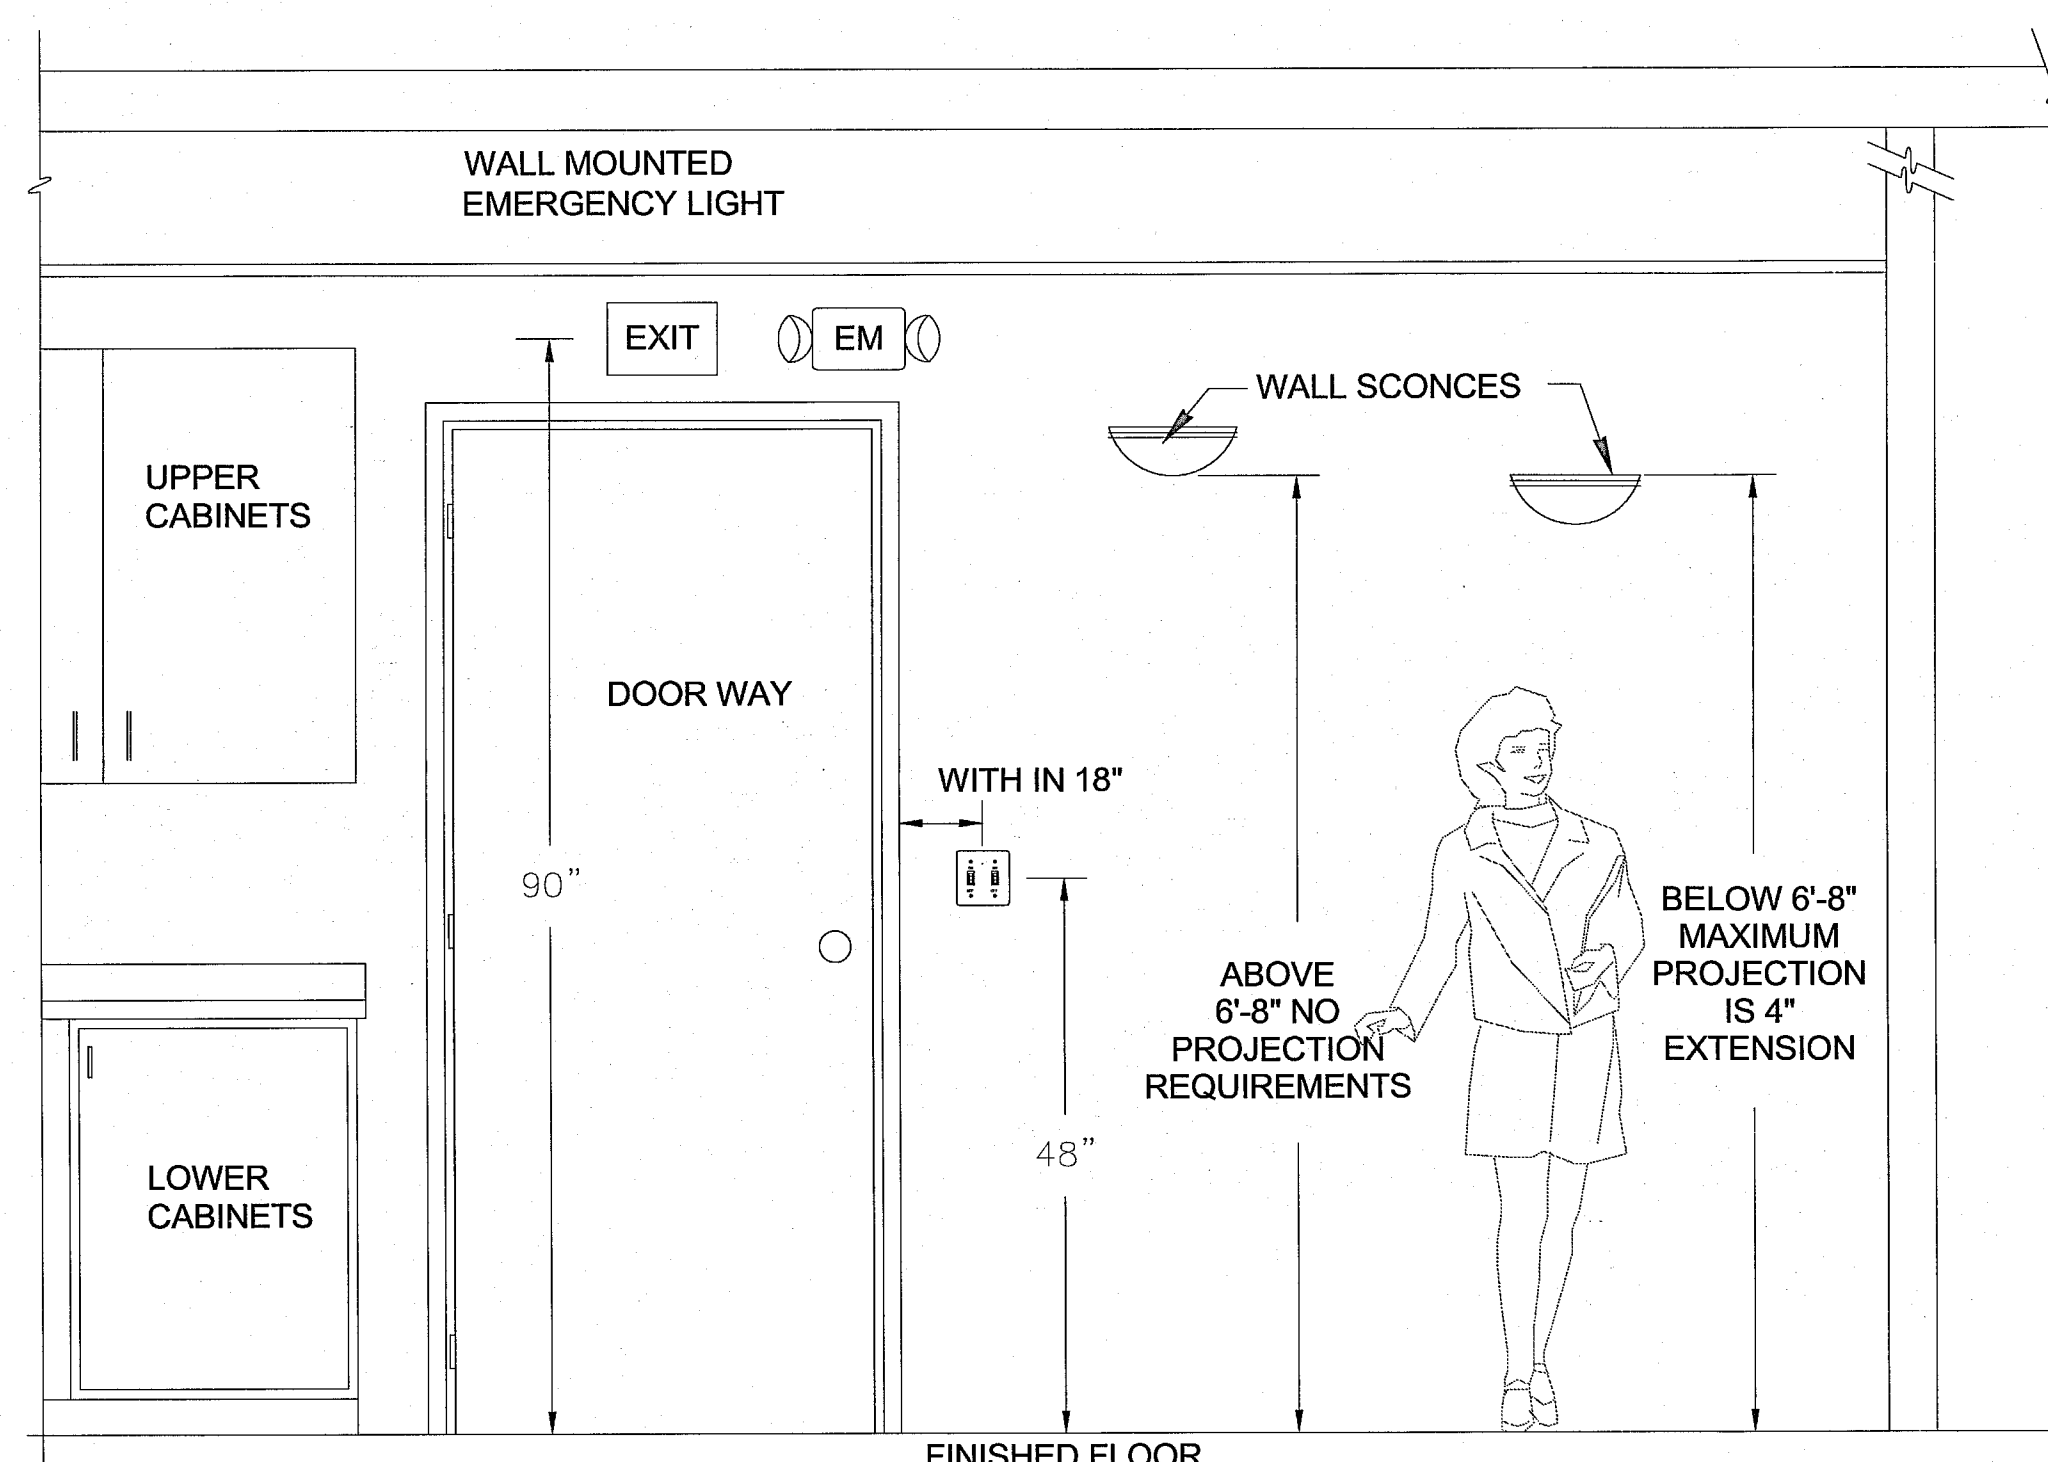 WALL MOUNTED
EMERGENCY LIGHT
EXIT
EM
WALL SCONCES
UPPER
CABINETS
DOOR WAY
WITH IN 18"
90"
BELOW 6'-8"
MAXIMUM
PROJECTION
IS 4"
EXTENSION
ABOVE
6'-8" NO
PROJECTION
REQUIREMENTS
48"
LOWER
CABINETS
FINISHED FLOOR